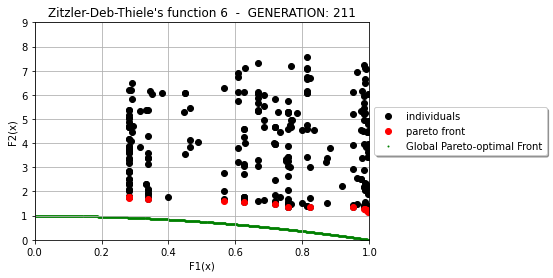 Zitzler-Deb-Thiele's function 6 - GENERATION: 211
9
8
7
6
5
4
3
2
1
0
F2(x)
0.0 0.2 0.4 0.6 0.8 1.0
F1(x)
individuals
pareto front
Global Pareto-optimal Front